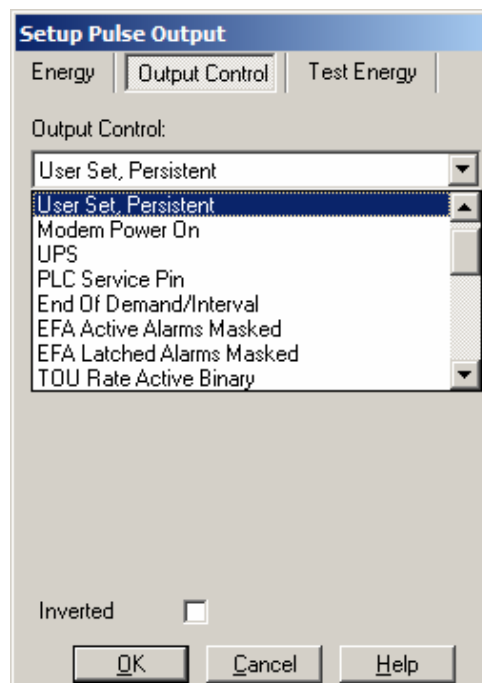 Setup Pulse Output
Energy Output Control Test Energy
Output Control:
User Set, Persistent
User Set, Persistent
Modem Power On
UPS
PLC Service Pin
End Of Demand/Interval
EFA Active Alarms Masked
EFA Latched Alarms Masked
TOU Rate Active Binary
Inverted
OK Cancel Help